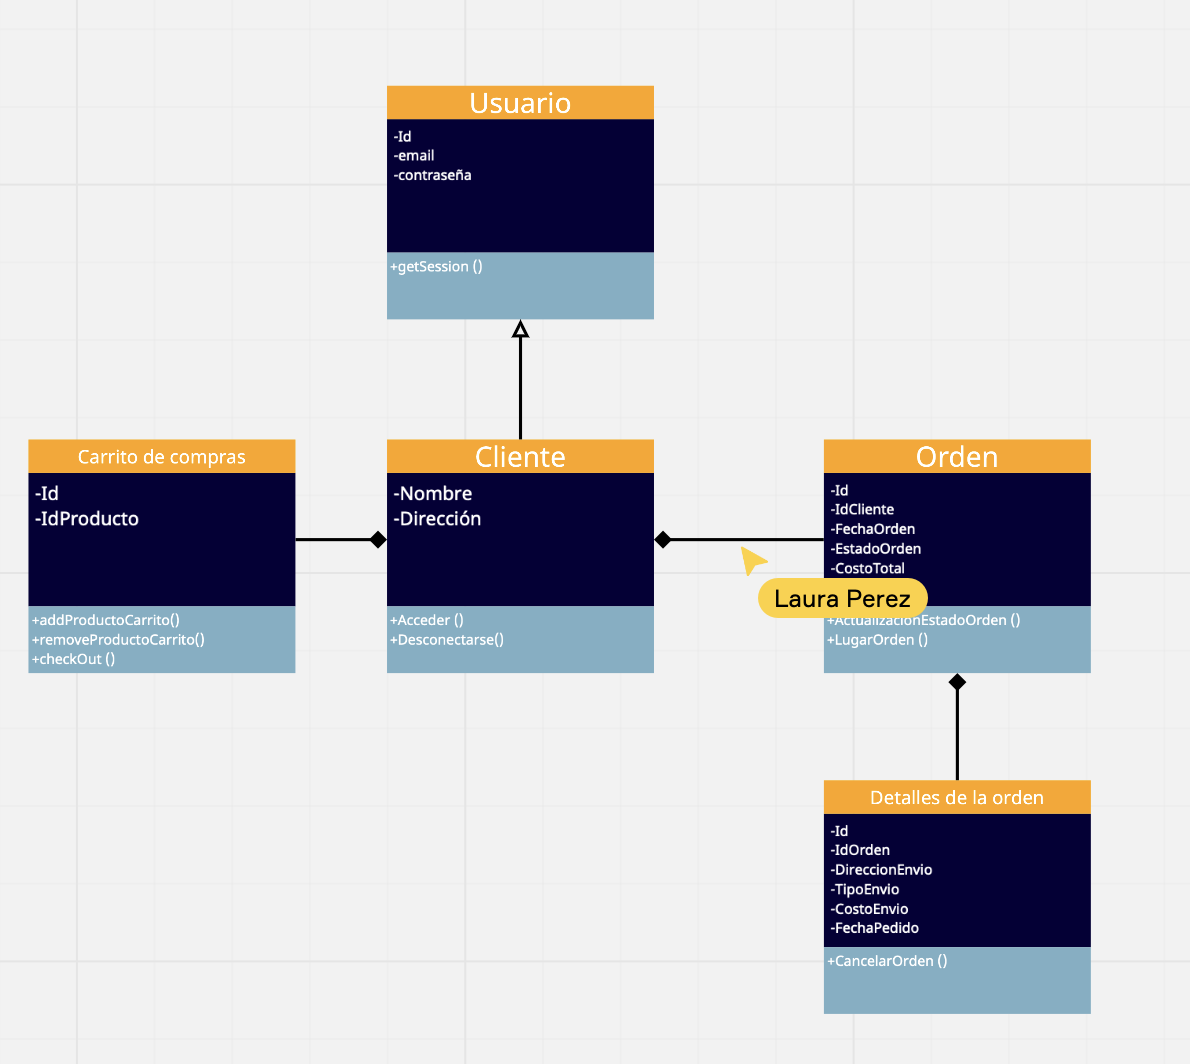 Usuario
-Id
-email
-contraseña
+getSession ()
Carrito de compras
-Id
-IdProducto
+addProductoCarrito()
+removeProductoCarrito()
+checkOut ()
Cliente
-Nombre
-Dirección
+Acceder ()
+Desconectarse()
Orden
-Id
-IdCliente
-FechaOrden
-EstadoOrden
-CostoTotal
Laura Perez
+ActualizacionEstadoOrden ()
+LugarOrden ()
Detalles de la orden
-Id
-IdOrden
-DireccionEnvio
-TipoEnvio
-CostoEnvio
-FechaPedido
+CancelarOrden ()